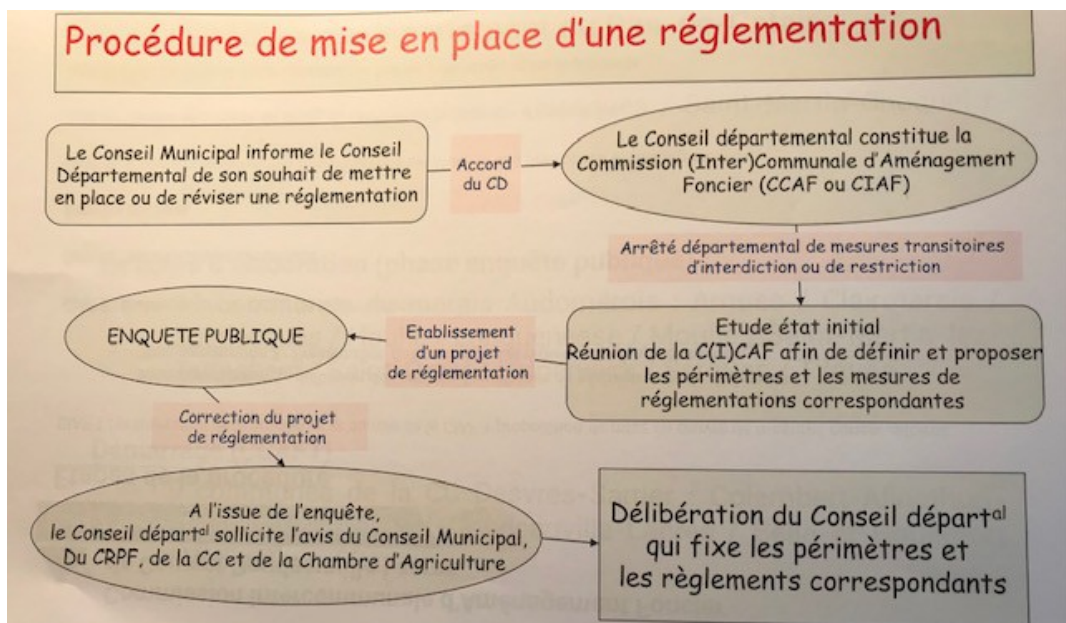 Procédure de mise en place d'une réglementation
Le Conseil Municipal informe le Conseil
Départemental de son souhait de mettre
en place ou de réviser une réglementation
Accord
du CD
Le Conseil départemental constitue la
Commission (Inter)Communale d'Aménagement
Foncier (CCAF ou CIAF)
Arrêté départemental de mesures transitoires
d'interdiction ou de restriction
Etude état initial
Réunion de la C(I)CAF afin de définir et proposer
les périmètres et les mesures de
réglementations correspondantes
Etablissement
d'un projet
de réglementation
ENQUETE PUBLIQUE
Correction du projet
de réglementation
A l'issue de l'enquête,
le Conseil départal sollicite l'avis du Conseil Municipal,
Du CRPF, de la CC et de la Chambre d'Agriculture
Délibération du Conseil départal
qui fixe les périmètres et
les règlements correspondants